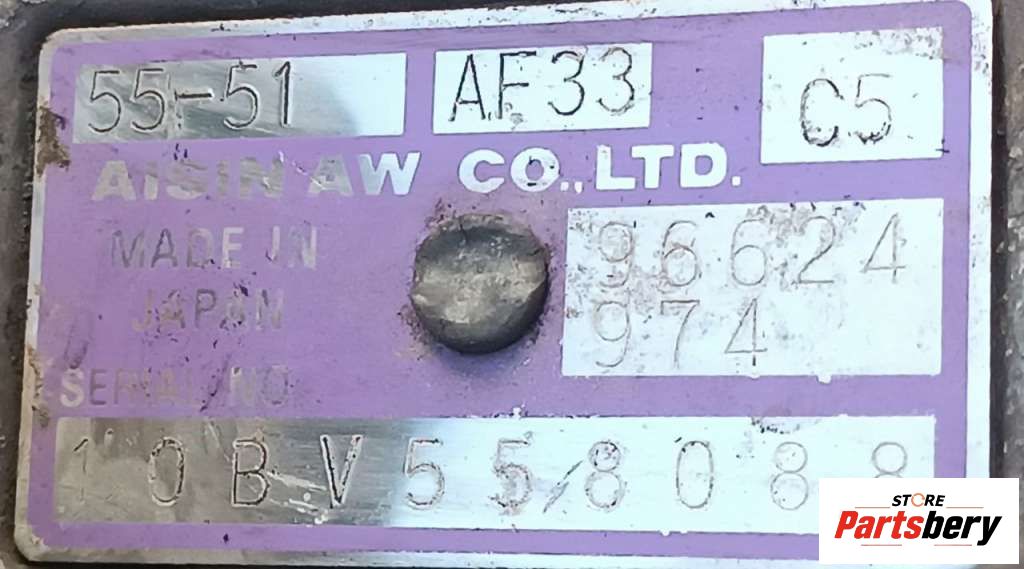 55-51 AF33 C5
AISIN AW CO., LTD.
MADE IN
JAPAN
96624
974
SERIAL NO.
10BV558088
STORE
Partsbery